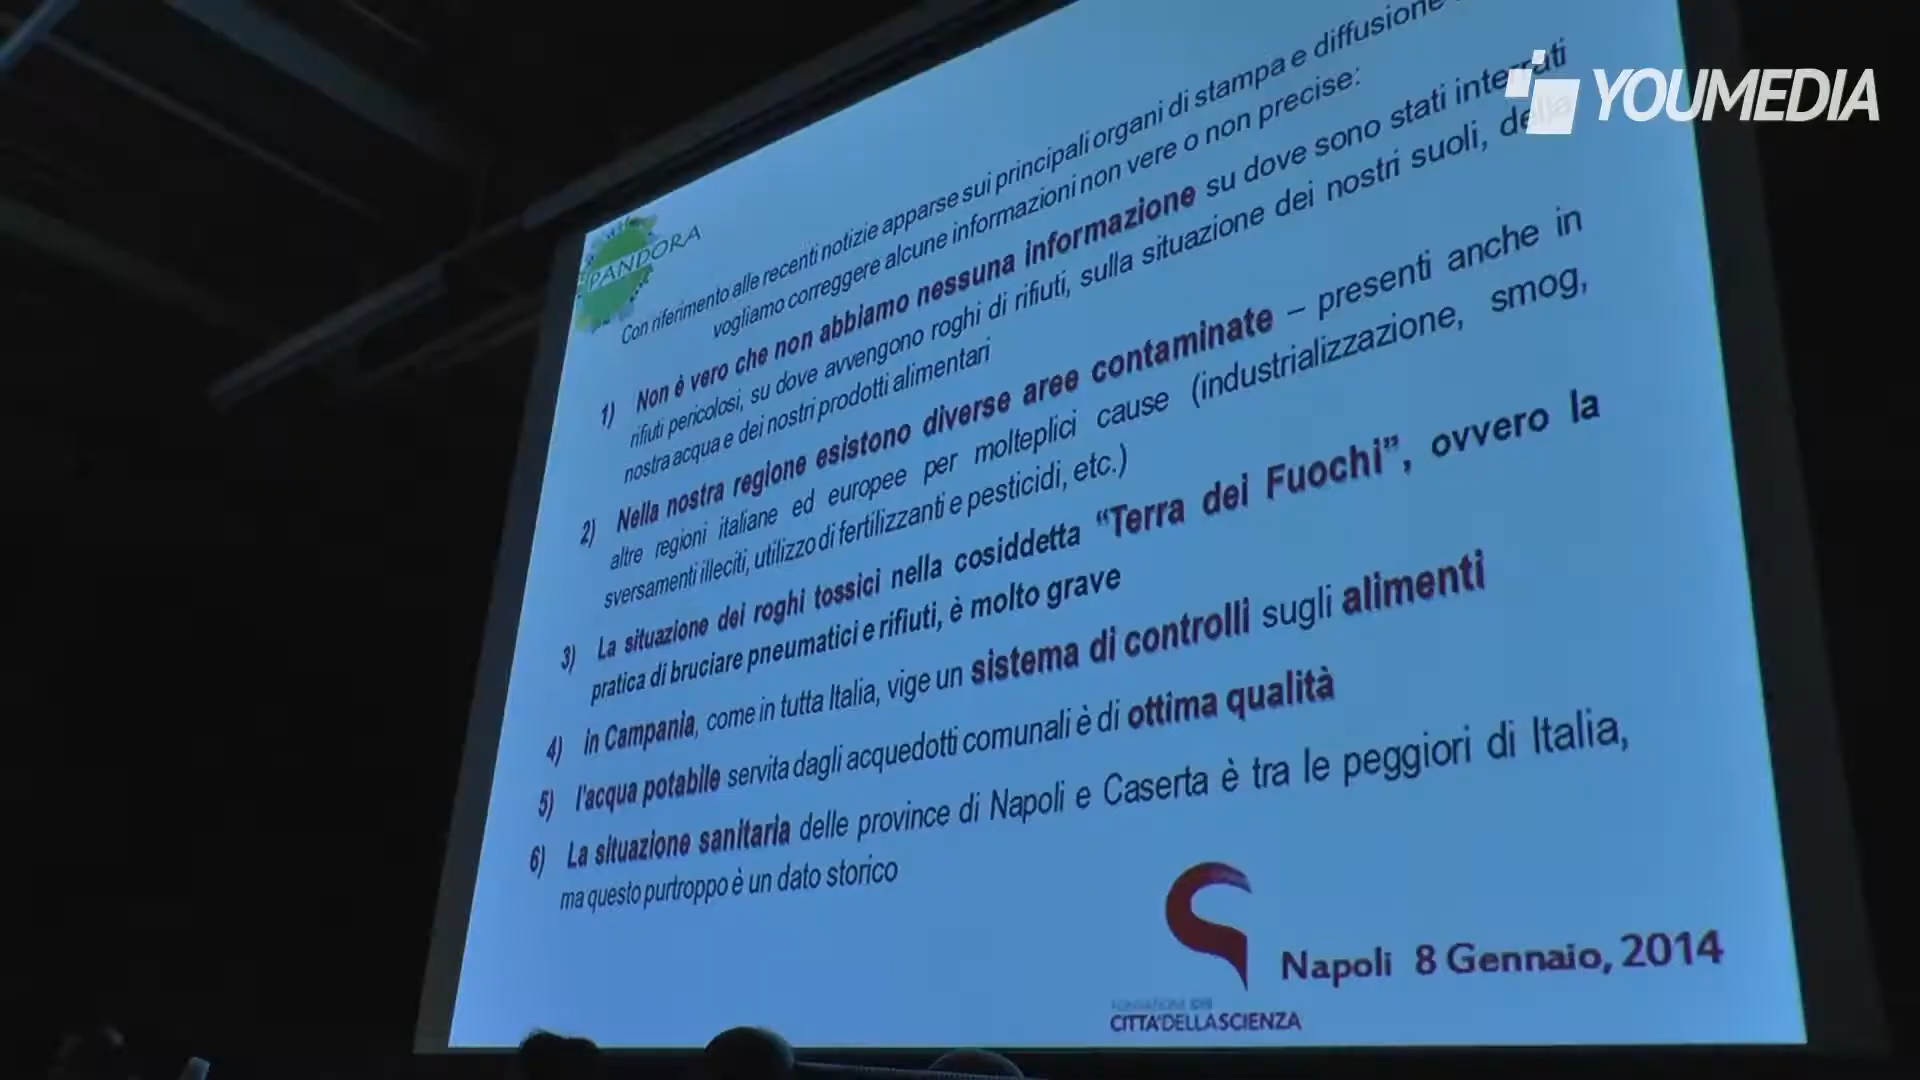 YOUMEDIA
PANDORA
Con riferimento alle recenti notizie apparse sui principali organi di stampa e diffusione
vogliamo correggere alcune informazioni non vere o non precise:
1) Non è vero che non abbiamo nessuna informazione su dove sono stati interrati
rifiuti pericolosi, su dove avvengono roghi di rifiuti, sulla situazione dei nostri suoli, della
nostra acqua e dei nostri prodotti alimentari
2) Nella nostra regione esistono diverse aree contaminate – presenti anche in
altre regioni italiane ed europee per molteplici cause (industrializzazione, smog,
sversamenti illeciti, utilizzo di fertilizzanti e pesticidi, etc.)
3) La situazione dei roghi tossici nella cosiddetta “Terra dei Fuochi”, ovvero la
pratica di bruciare pneumatici e rifiuti, è molto grave
4) in Campania, come in tutta Italia, vige un sistema di controlli sugli alimenti
5) l'acqua potabile servita dagli acquedotti comunali è di ottima qualità
6) La situazione sanitaria delle province di Napoli e Caserta è tra le peggiori di Italia,
ma questo purtroppo è un dato storico
Napoli 8 Gennaio, 2014
FONDAZIONE IDIS
CITTA'DELLASCIENZA